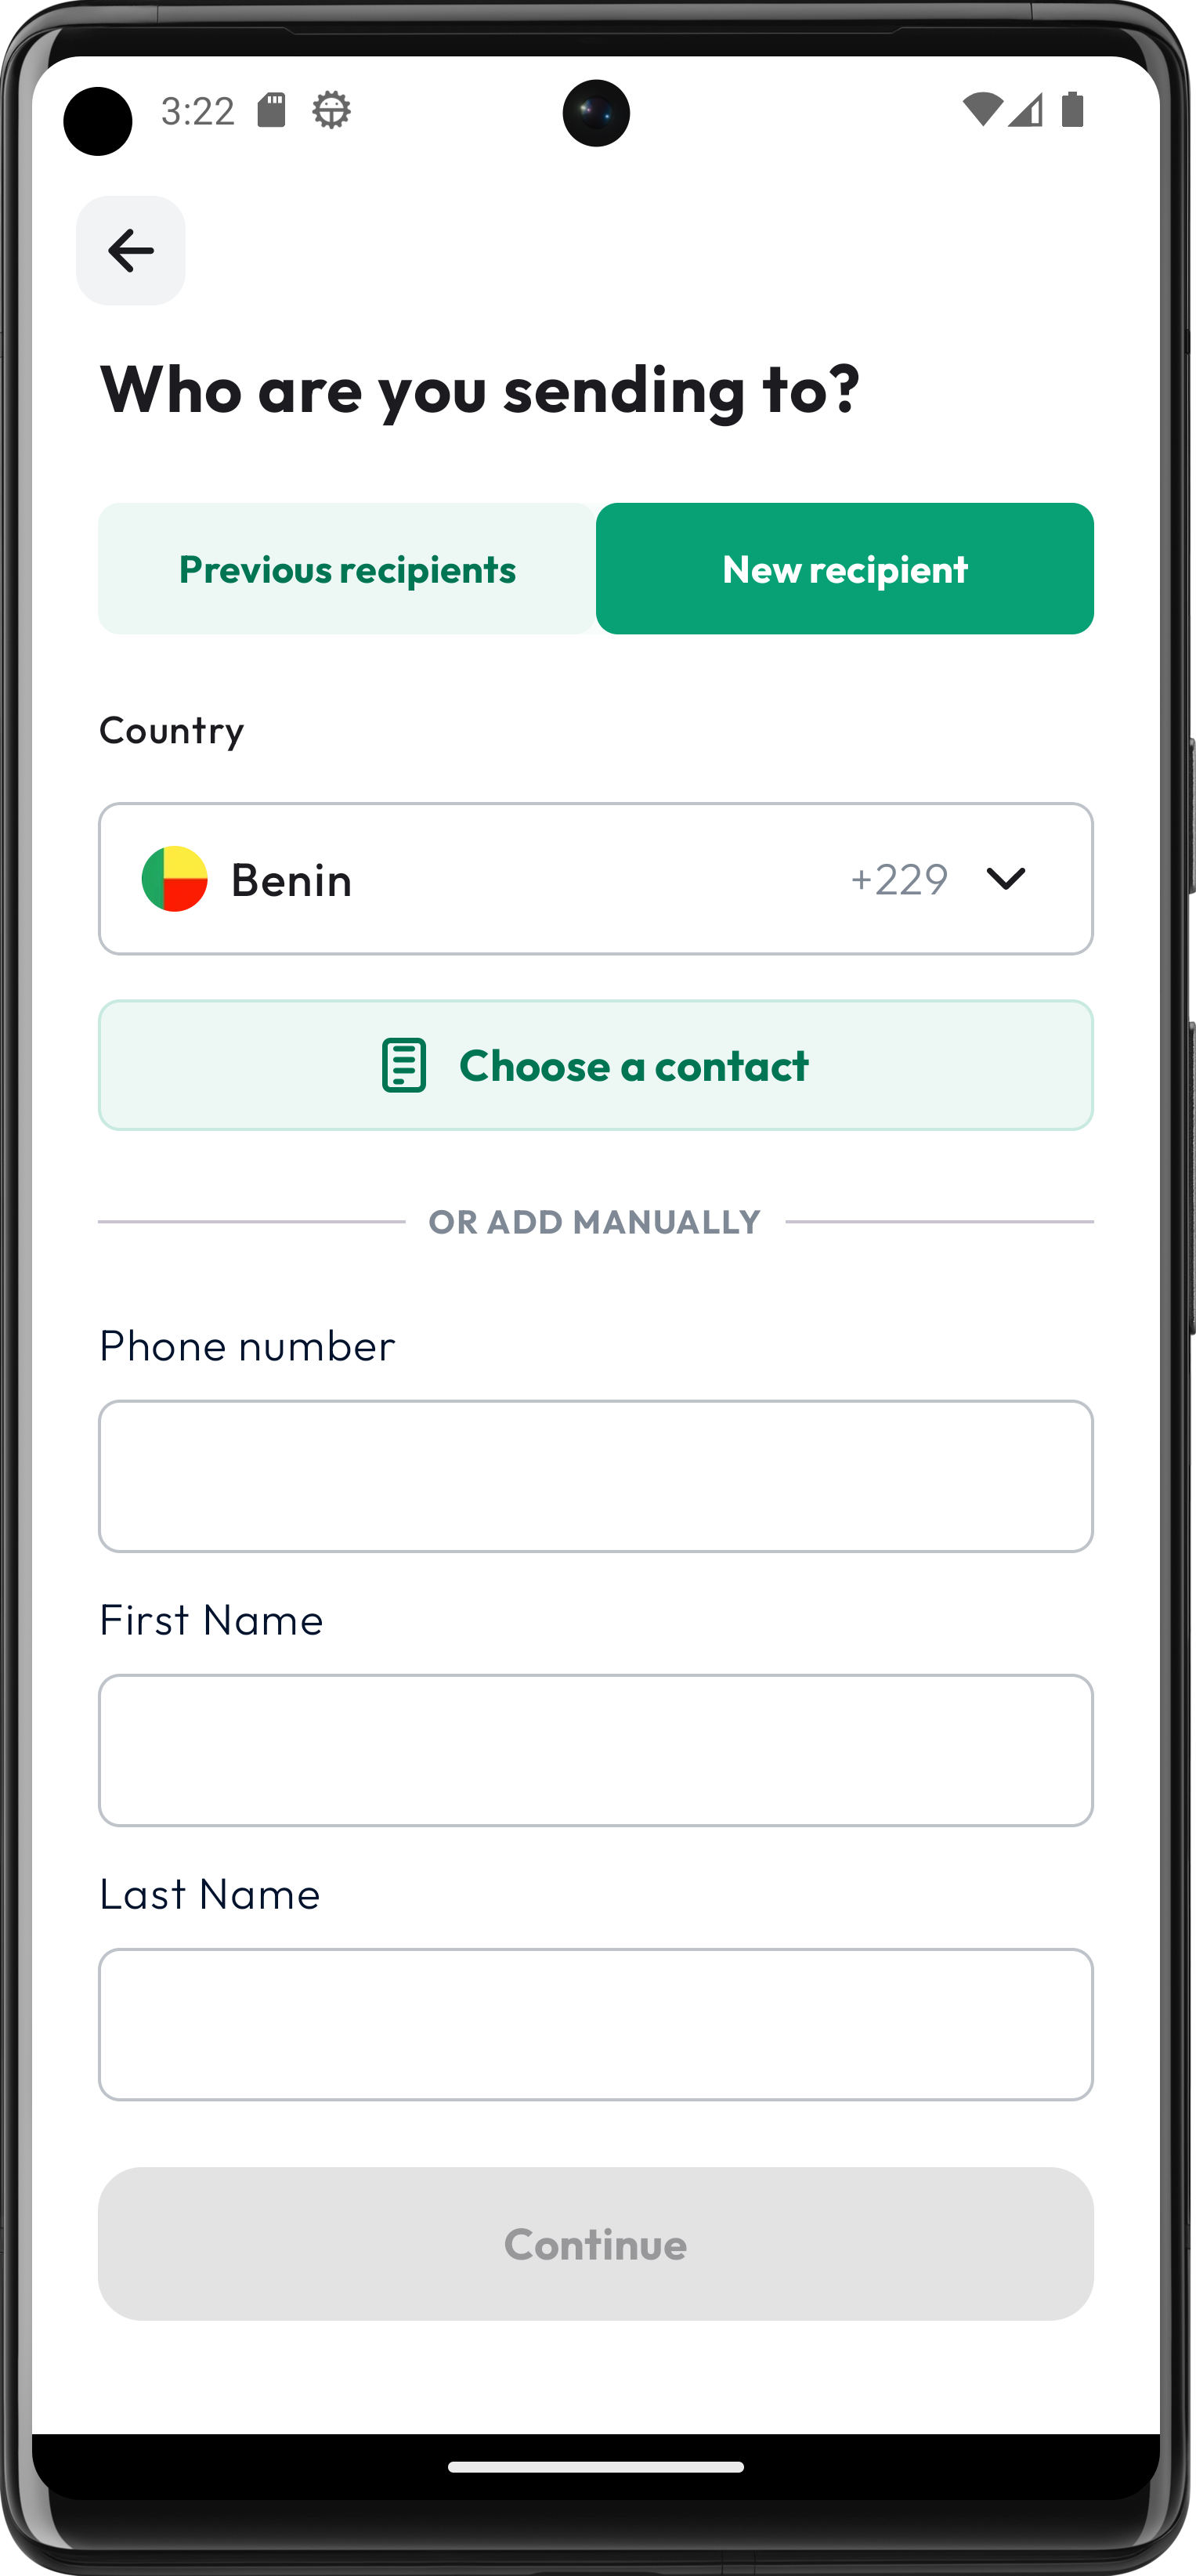 3:22
Who are you sending to?
Previous recipients
New recipient
Country
Benin
+229
Choose a contact
OR ADD MANUALLY
Phone number
First Name
Last Name
Continue